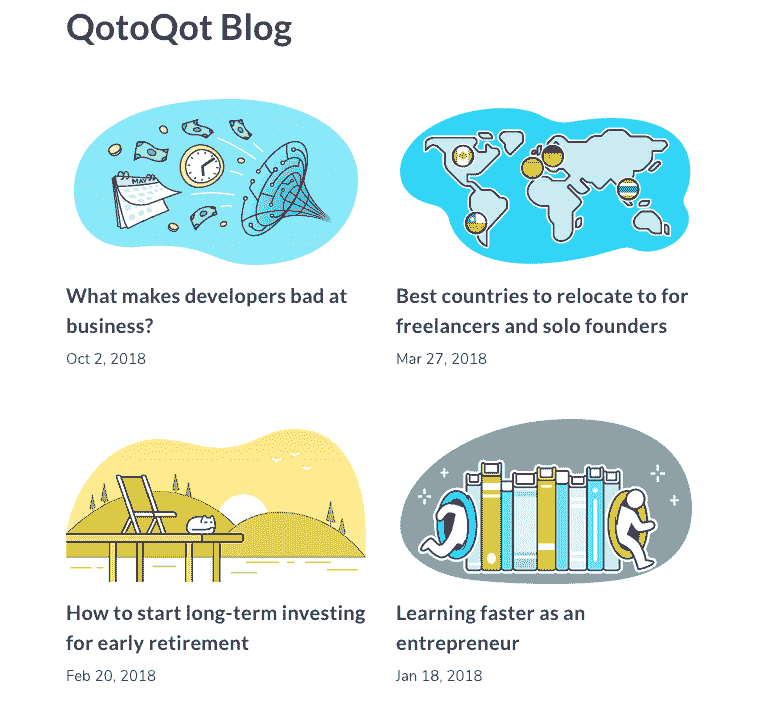 QotoQot Blog
MAY
What makes developers bad at
business?
Oct 2, 2018
Best countries to relocate to for
freelancers and solo founders
Mar 27, 2018
How to start long-term investing
for early retirement
Feb 20, 2018
Learning faster as an
entrepreneur
Jan 18, 2018